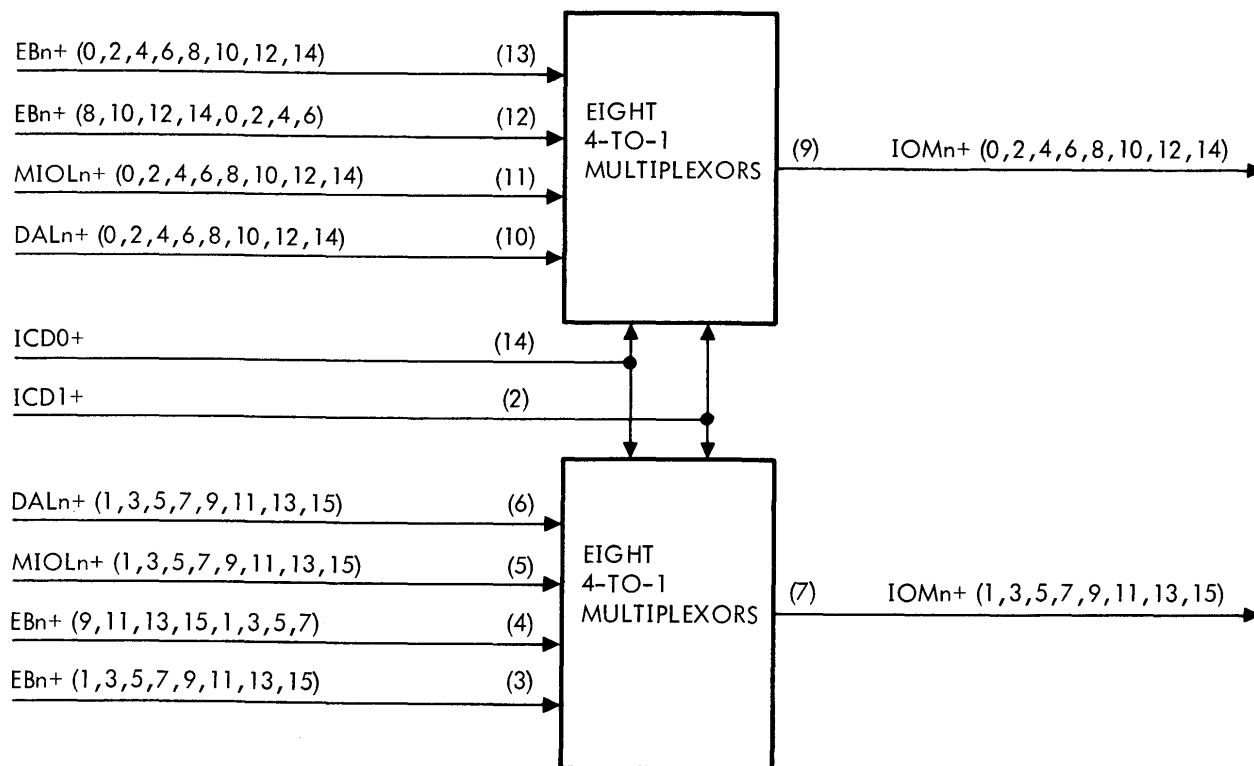 EBn+ (0,2,4,6,8,10,12,14) (13)
EBn+ (8,10,12,14,0,2,4,6) (12)
MIOLn+ (0,2,4,6,8,10,12,14) (11)
DALn+ (0,2,4,6,8,10,12,14) (10)
EIGHT
4-TO-1
MULTIPLEXORS
(9) IOMn+ (0,2,4,6,8,10,12,14)
ICD0+ (14)
ICD1+ (2)
DALn+ (1,3,5,7,9,11,13,15) (6)
MIOLn+ (1,3,5,7,9,11,13,15) (5)
EBn+ (9,11,13,15,1,3,5,7) (4)
EBn+ (1,3,5,7,9,11,13,15) (3)
EIGHT
4-TO-1
MULTIPLEXORS
(7) IOMn+ (1,3,5,7,9,11,13,15)